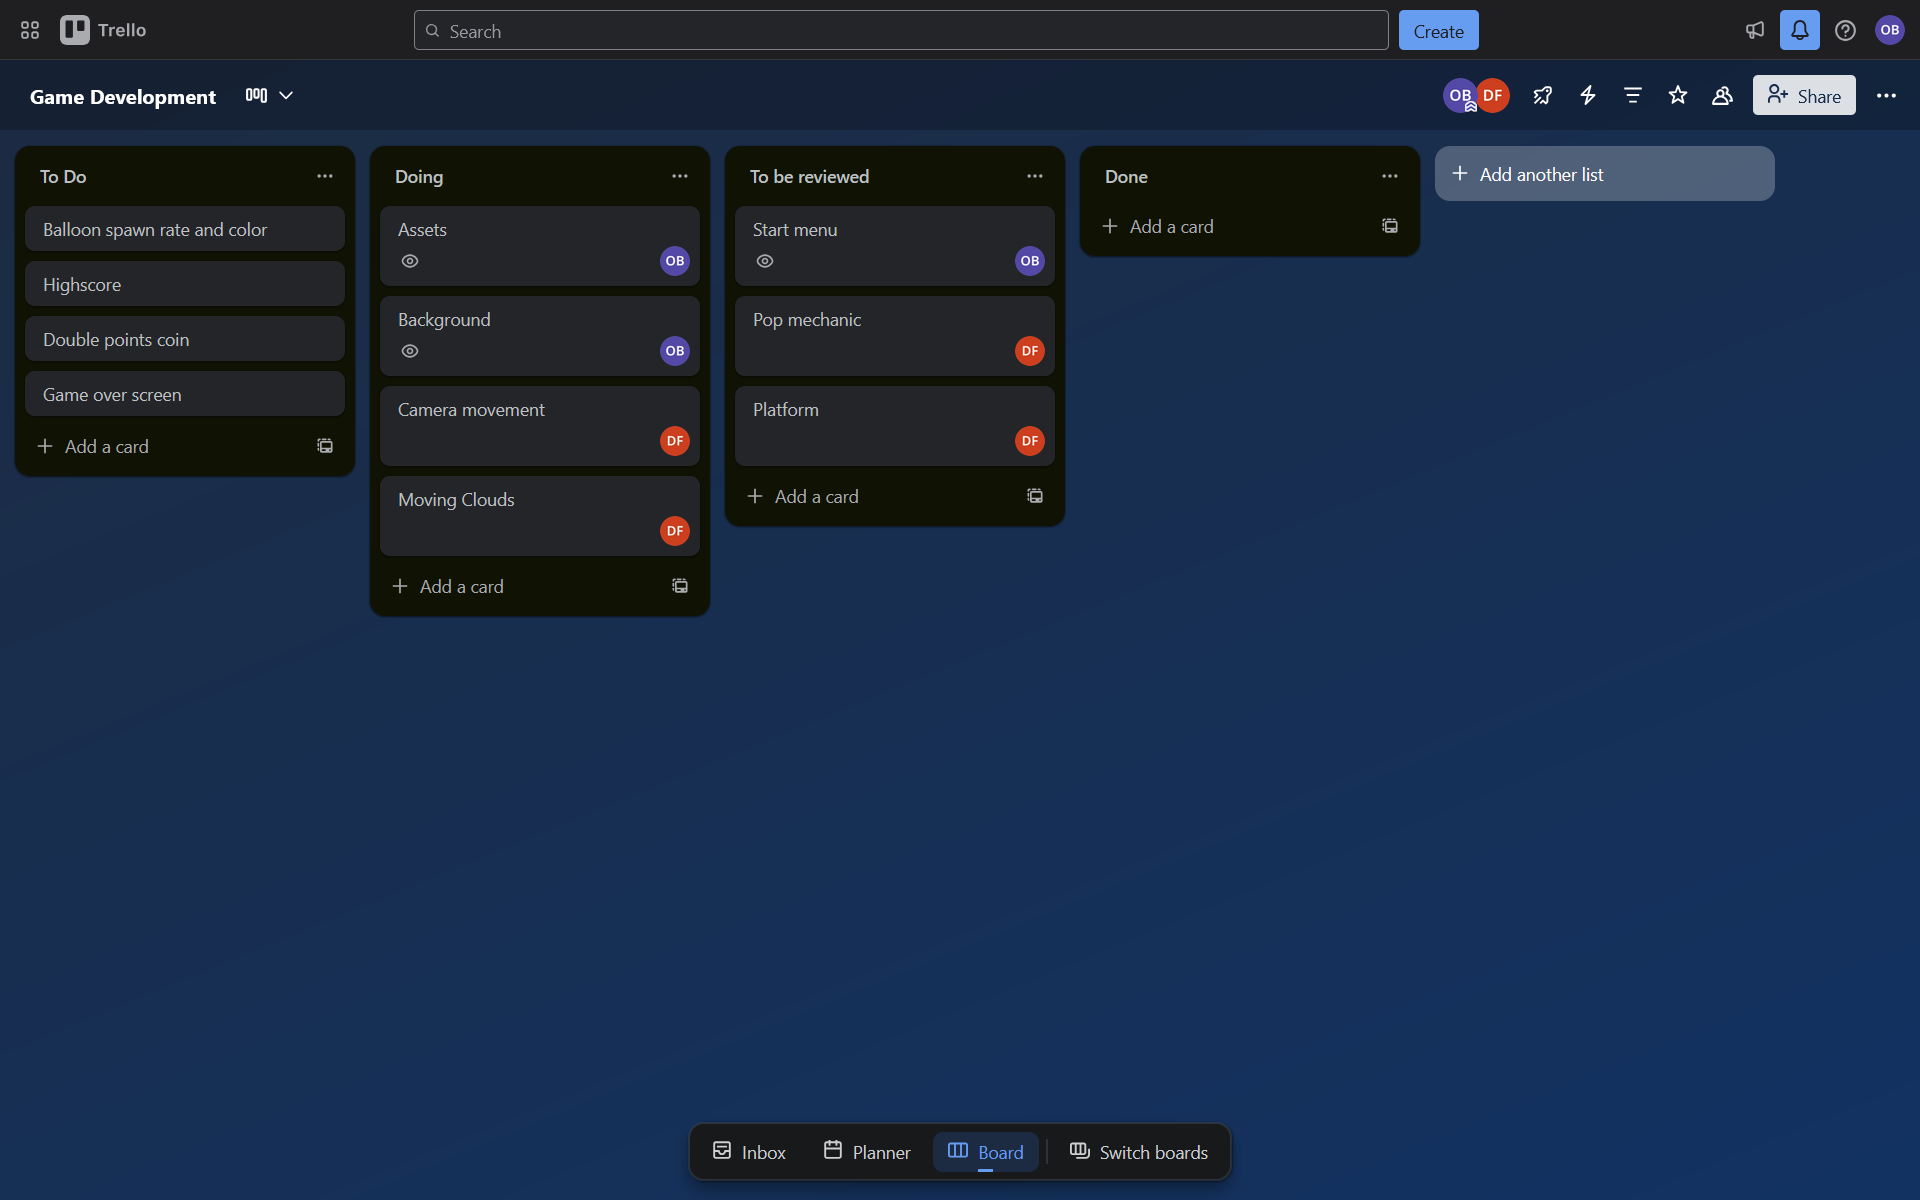 Trello
Search
Create
OB
Game Development
OB
DF
Share
To Do
Balloon spawn rate and color
Highscore
Double points coin
Game over screen
Add a card
Doing
Assets
OB
Background
OB
Camera movement
DF
Moving Clouds
DF
Add a card
To be reviewed
Start menu
OB
Pop mechanic
DF
Platform
DF
Add a card
Done
Add a card
Add another list
Inbox
Planner
Board
Switch boards